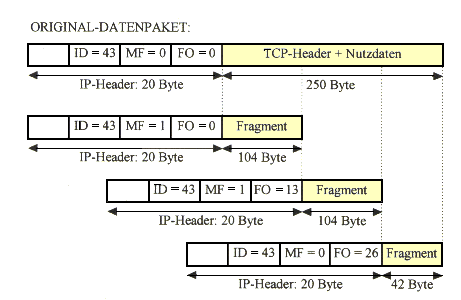 ORIGINAL-DATENPAKET:
ID = 43 MF = 0 FO = 0 TCP-Header + Nutzdaten
IP-Header: 20 Byte 250 Byte
ID = 43 MF = 1 FO = 0 Fragment
IP-Header: 20 Byte 104 Byte
ID = 43 MF = 1 FO = 13 Fragment
IP-Header: 20 Byte 104 Byte
ID = 43 MF = 0 FO = 26 Fragment
IP-Header: 20 Byte 42 Byte